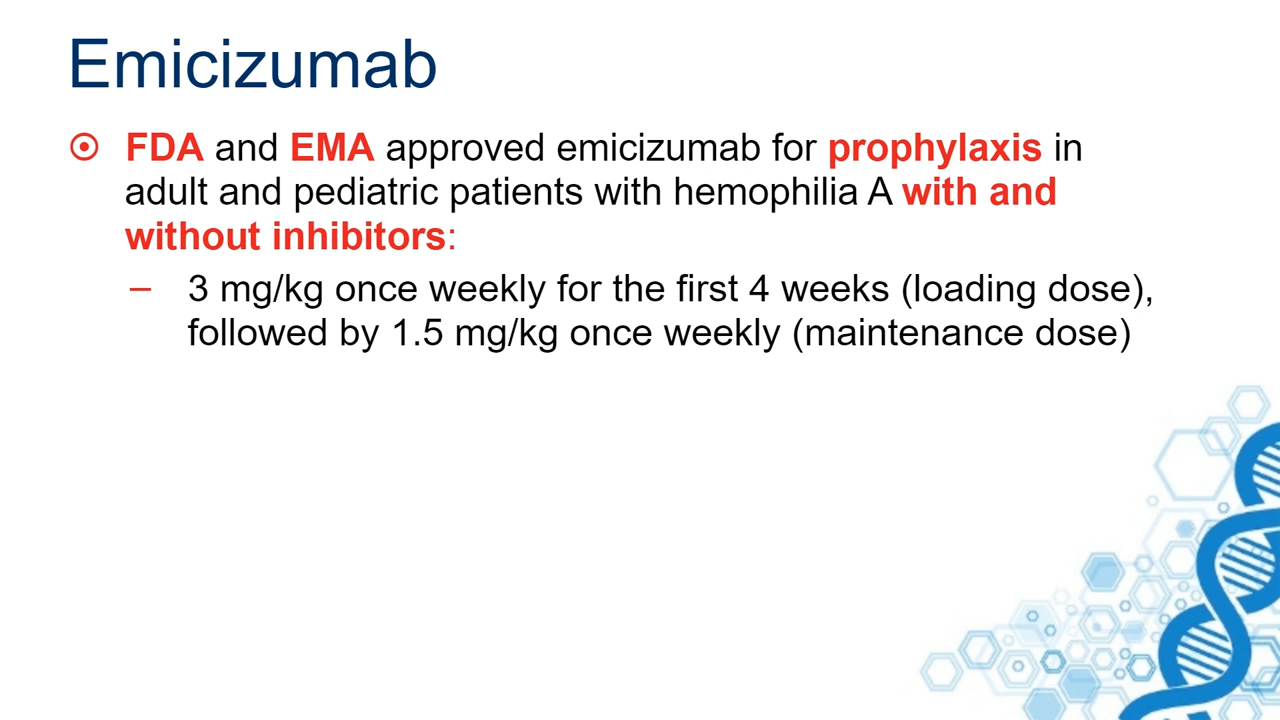 Emicizumab
FDA and EMA approved emicizumab for prophylaxis in
adult and pediatric patients with hemophilia A with and
without inhibitors:
– 3 mg/kg once weekly for the first 4 weeks (loading dose),
followed by 1.5 mg/kg once weekly (maintenance dose)